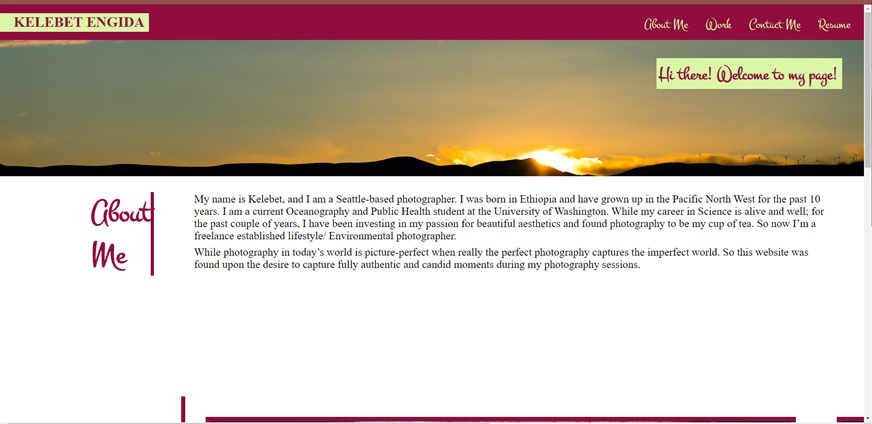 KELEBET ENGIDA
About Me Work Contact Me Resume
Hi there! Welcome to my page!
About
Me
My name is Kelebet, and I am a Seattle-based photographer. I was born in Ethiopia and have grown up in the Pacific North West for the past 10
years. I am a current Oceanography and Public Health student at the University of Washington. While my career in Science is alive and well; for
the past couple of years, I have been investing in my passion for beautiful aesthetics and found photography to be my cup of tea. So now I'm a
freelance established lifestyle/ Environmental photographer.
While photography in today's world is picture-perfect when really the perfect photography captures the imperfect world. So this website was
found upon the desire to capture fully authentic and candid moments during my photography sessions.